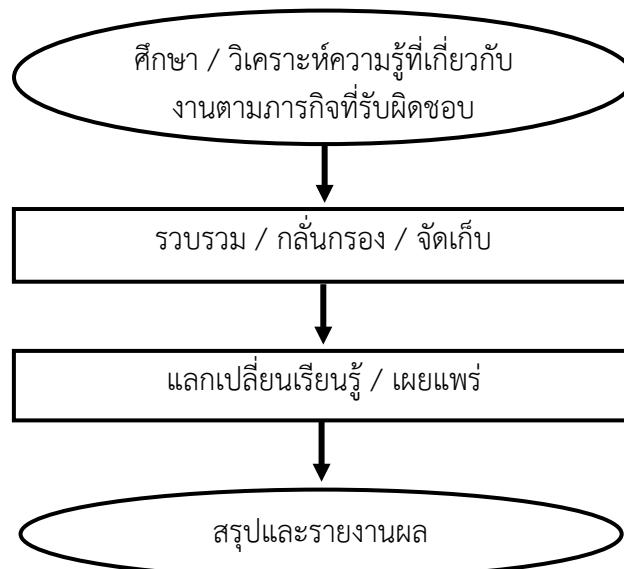 ศึกษา / วิเคราะห์ความรู้ที่เกี่ยวกับ
งานตามภารกิจที่รับผิดชอบ
รวบรวม / กลั่นกรอง / จัดเก็บ
แลกเปลี่ยนเรียนรู้ / เผยแพร่
สรุปและรายงานผล